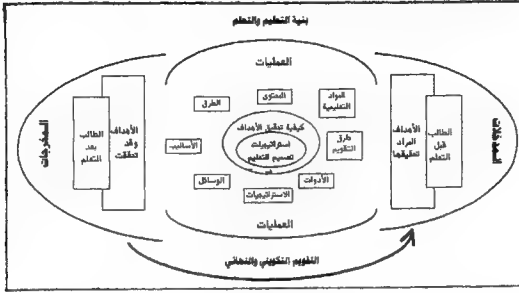 بنية التعليم والتعلم
العمليات
المواد
التعليمية
المحتوى
الطرق
المدخلات
الطالب
قبل
التعلم
الأهداف
المراد
تحقيقها
طرق
التقويم
كيفية تحقيق الأهداف
استراتيجيات
تصميم التعليم
الأساليب
الأهداف
وقد
تحققت
الطالب
بعد
التعلم
المخرجات
الأدوات
الاستراتيجيات
الوسائل
العمليات
التقويم التكويني والنهائي